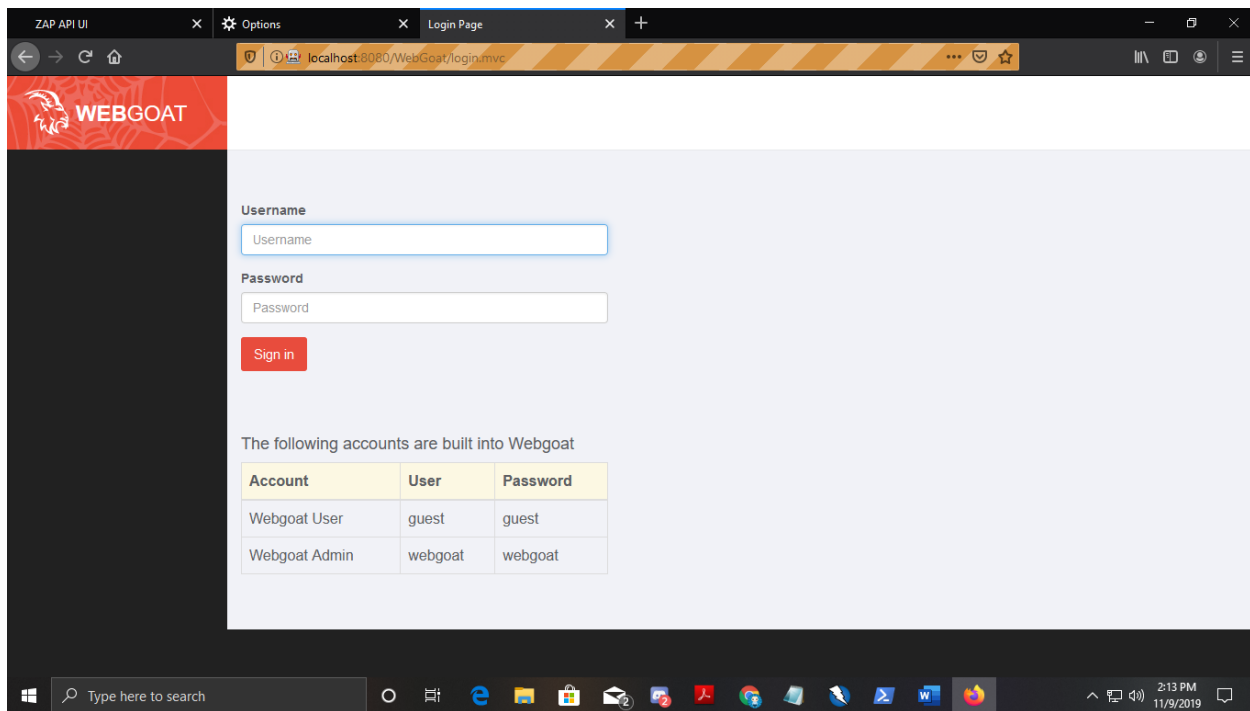 ZAP API UI
Options
Login Page
localhost:8080/WebGoat/login.mvc
WEBGOAT
Username
Username
Password
Password
Sign in
The following accounts are built into Webgoat
Account User Password
Webgoat User guest guest
Webgoat Admin webgoat webgoat
Type here to search
2
2
W
2:13 PM
11/9/2019